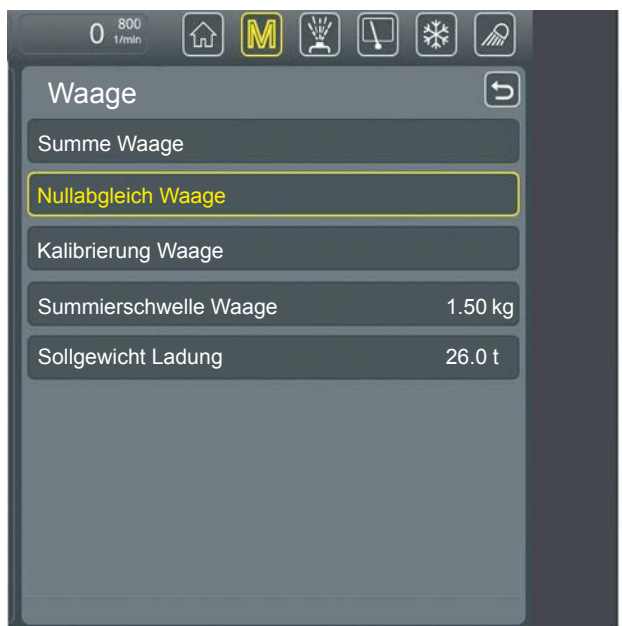 0 800 1/min M
Waage
Summe Waage
Nullabgleich Waage
Kalibrierung Waage
Summierschwelle Waage 1.50 kg
Sollgewicht Ladung 26.0 t